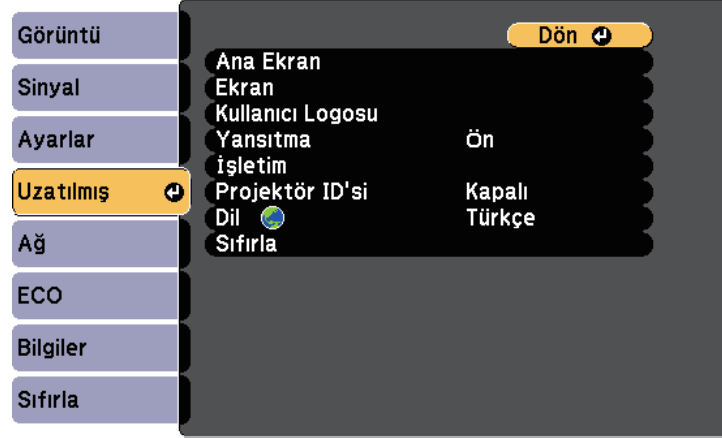 Görüntü
Sinyal
Ayarlar
Uzatılmış
Ağ
ECO
Bilgiler
Sıfırla
Dön
Ana Ekran
Ekran
Kullanıcı Logosu
Yansıtma Ön
İşletim
Projektör ID'si Kapalı
Dil Türkçe
Sıfırla